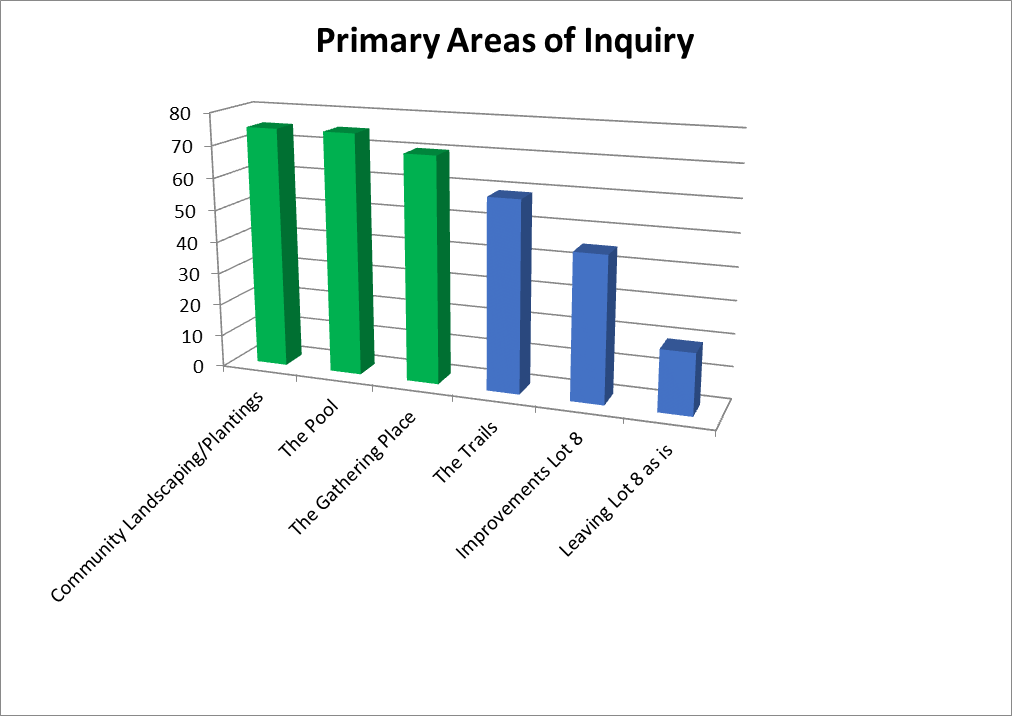 Primary Areas of Inquiry
80
70
60
50
40
30
20
10
0
Community Landscaping/Plantings
The Pool
The Gathering Place
The Trails
Improvements Lot 8
Leaving Lot 8 as is